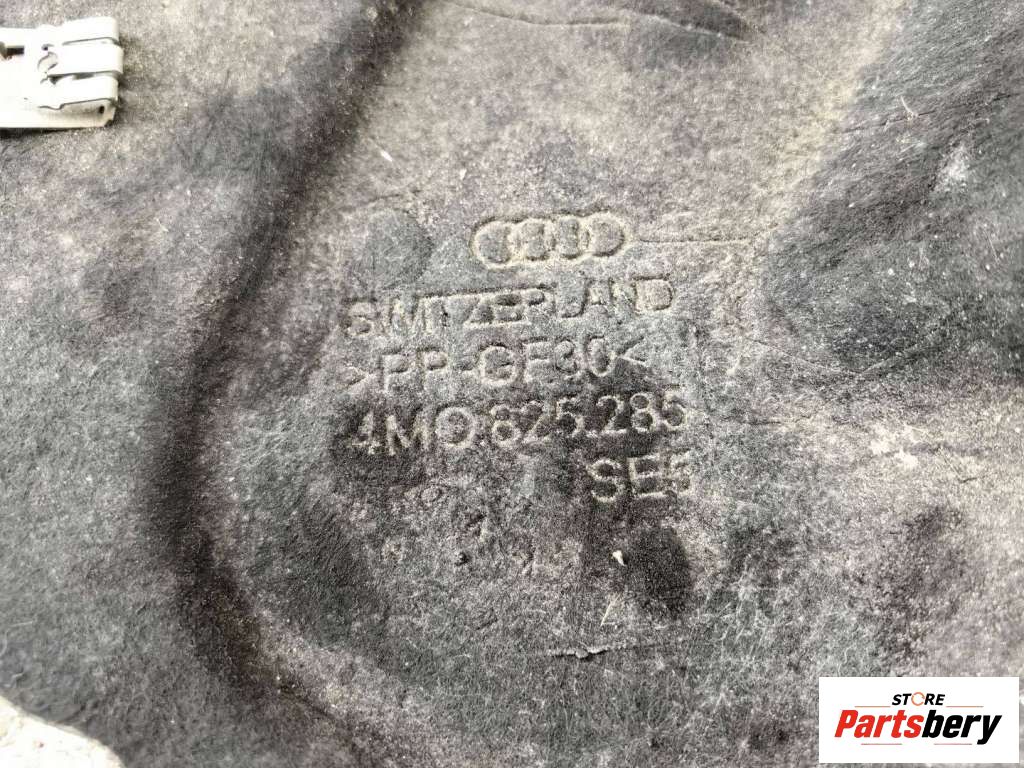 SWITZERLAND
>PP-GF30<
4M0.825.285
SE5
STORE
Partsbery